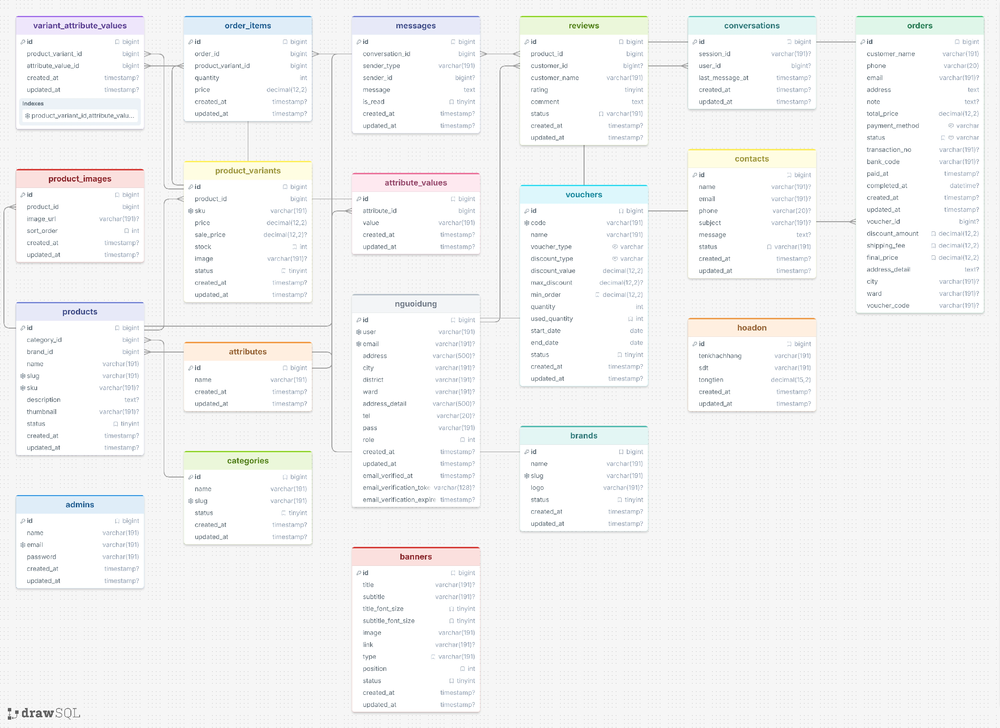 variant_attribute_values
id bigint
product_variant_id bigint
attribute_value_id bigint
created_at timestamp?
updated_at timestamp?
Indexes
product_variant_id,attribute_valu...
order_items
id bigint
order_id bigint
product_variant_id bigint
quantity int
price decimal(12,2)
created_at timestamp?
updated_at timestamp?
messages
id bigint
conversation_id bigint
sender_type varchar(191)
sender_id bigint?
message text
is_read tinyint
created_at timestamp?
updated_at timestamp?
reviews
id bigint
product_id bigint
customer_id bigint?
customer_name varchar(191)
rating tinyint
comment text
status varchar(191)
created_at timestamp?
updated_at timestamp?
conversations
id bigint
session_id varchar(191)?
user_id bigint?
last_message_at timestamp?
created_at timestamp?
updated_at timestamp?
orders
id bigint
customer_name varchar(191)
phone varchar(20)
email varchar(191)?
address text
note text?
total_price decimal(12,2)
payment_method varchar
status varchar
transaction_no varchar(191)?
bank_code varchar(191)?
paid_at timestamp?
completed_at datetime?
created_at timestamp?
updated_at timestamp?
voucher_id bigint?
discount_amount decimal(12,2)
shipping_fee decimal(12,2)
final_price decimal(12,2)
address_detail text?
city varchar(191)?
ward varchar(191)?
voucher_code varchar(191)?
product_images
id bigint
product_id bigint
image_url varchar(191)?
sort_order int
created_at timestamp?
updated_at timestamp?
product_variants
id bigint
product_id bigint
sku varchar(191)
price decimal(12,2)
sale_price decimal(12,2)?
stock int
image varchar(191)?
status tinyint
created_at timestamp?
updated_at timestamp?
attribute_values
id bigint
attribute_id bigint
value varchar(191)
created_at timestamp?
updated_at timestamp?
vouchers
id bigint
code varchar(191)
name varchar(191)
voucher_type varchar
discount_type varchar
discount_value decimal(12,2)
max_discount decimal(12,2)?
min_order decimal(12,2)
quantity int
used_quantity int
start_date date
end_date date
status tinyint
created_at timestamp?
updated_at timestamp?
contacts
id bigint
name varchar(191)?
email varchar(191)?
phone varchar(20)?
subject varchar(191)?
message text?
status varchar(191)
created_at timestamp?
updated_at timestamp?
products
id bigint
category_id bigint
brand_id bigint
name varchar(191)
slug varchar(191)
sku varchar(191)?
description text?
thumbnail varchar(191)?
status tinyint
created_at timestamp?
updated_at timestamp?
attributes
id bigint
name varchar(191)
created_at timestamp?
updated_at timestamp?
nguoidung
id bigint
user varchar(191)
email varchar(191)?
address varchar(500)?
city varchar(191)?
district varchar(191)?
ward varchar(191)?
address_detail varchar(500)?
tel varchar(20)?
pass varchar(191)
role int
created_at timestamp?
updated_at timestamp?
email_verified_at timestamp?
email_verification_toke varchar(128)?
email_verification_expire timestamp?
hoadon
id bigint
tenkhachhang varchar(191)
sdt varchar(191)
tongtien decimal(15,2)
created_at timestamp?
updated_at timestamp?
brands
id bigint
name varchar(191)
slug varchar(191)
logo varchar(191)?
status tinyint
created_at timestamp?
updated_at timestamp?
categories
id bigint
name varchar(191)
slug varchar(191)
status tinyint
created_at timestamp?
updated_at timestamp?
admins
id bigint
name varchar(191)
email varchar(191)
password varchar(191)
created_at timestamp?
updated_at timestamp?
banners
id bigint
title varchar(191)?
subtitle varchar(191)?
title_font_size tinyint
subtitle_font_size tinyint
image varchar(191)
link varchar(191)?
type varchar(191)
position int
status tinyint
created_at timestamp?
updated_at timestamp?
drawSQL